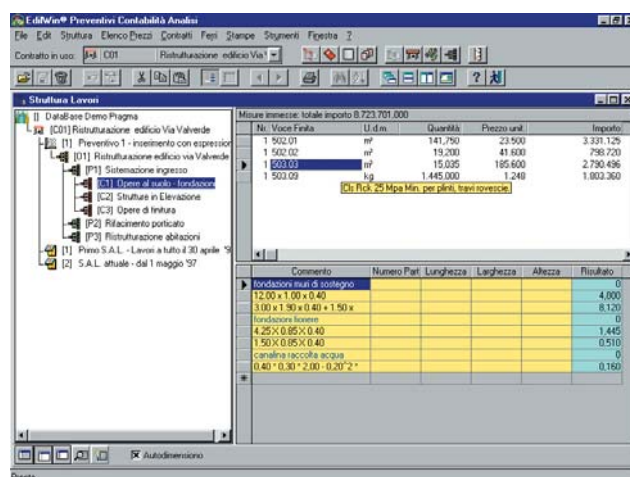 EdilWin® Preventivi Contabilità Analisi
File Edit Struttura Elenco Prezzi Contratti Fogli Stampe Strumenti Finestra ?
Contratto in uso: C01 Ristrutturazione edificio Via
Struttura Lavori
[] DataBase Demo Pragma
[C01] Ristrutturazione edificio Via Valverde
[1] Preventivo 1 - inserimento con espression
[O1] Ristrutturazione edificio via Valverde
[P1] Sistemazione ingresso
[C1] Opere al suolo - fondazioni
[C2] Strutture in Elevazione
[C3] Opere di finitura
[P2] Rifacimento porticato
[P3] Ristrutturazione abitazioni
[1] Primo S.A.L. - Lavori a tutto il 30 aprile '9
[2] S.A.L. attuale - dal 1 maggio '97
Misure immesse: totale importo 8.723.701,000
Nr. Voce Finita U.d.m. Quantità Prezzo unit. Importo
1 502.01 m³ 141,750 23.500 3.331.125
1 502.02 m³ 19,200 41.600 798.720
1 503.03 m³ 15,035 185.600 2.790.496
1 503.09 kg 1.445,000 1.248 1.803.360
Cls Rck 25 Mpa Min. per plinti, travi rovescie.
Commento Numero Part Lunghezza Larghezza Altezza Risultato
fondazioni muri di sostegno 0
12.00 x 1.00 x 0.40 4,000
3.00 x 1.90 x 0.40 + 1.50 x 8,120
fondazioni fioriere 0
4.25 X 0.85 X 0.40 1,445
1.50 X 0.85 X 0.40 0,510
canalina raccolta acqua 0
0.40 * 0.30 * 2.00 - 0.20^2 * 0,160
Autodimensiono
Pronto